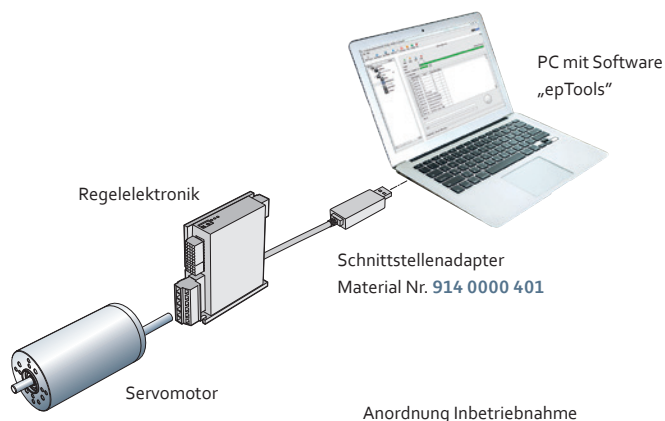 PC mit Software
„epTools”
Regelelektronik
Schnittstellenadapter
Material Nr. 914 0000 401
Servomotor
Anordnung Inbetriebnahme